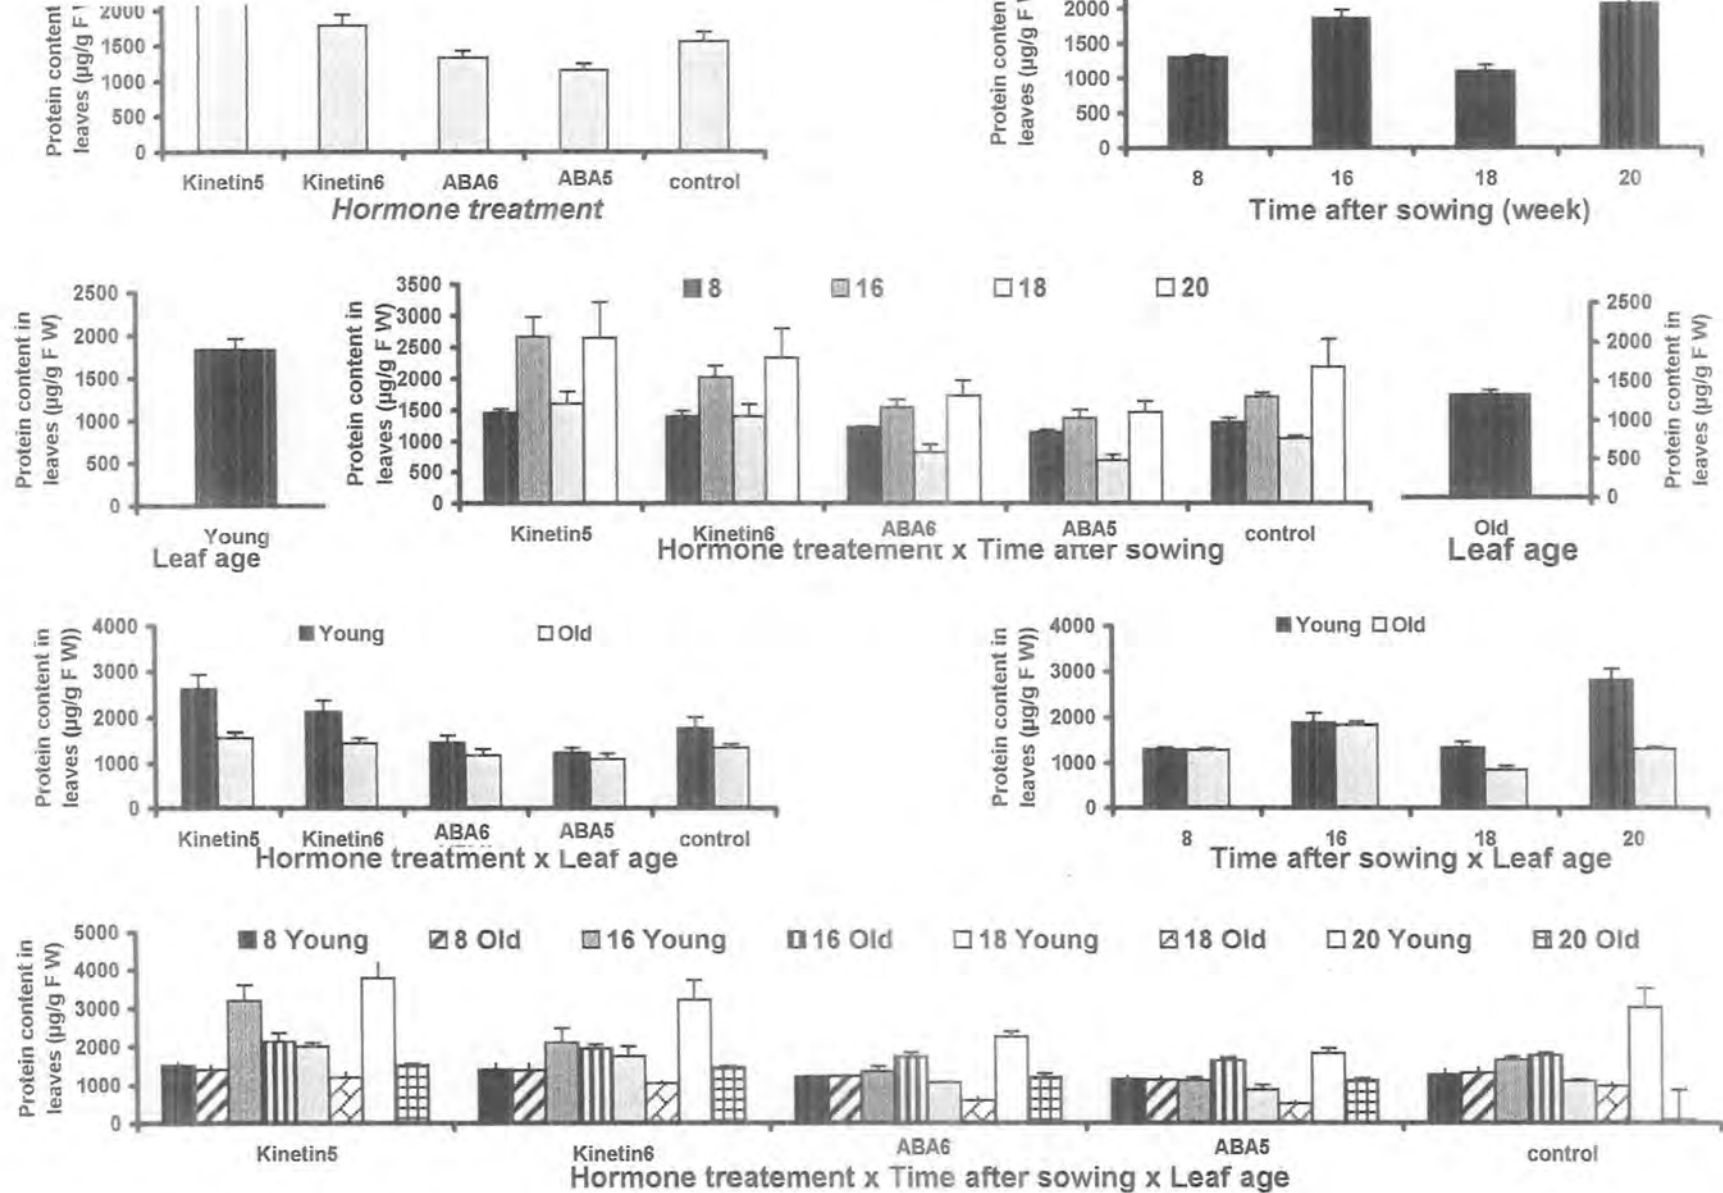 Protein content
leaves (µg/g F
2000
1500
1000
500
0
Kinetin5 Kinetin6 ABA6 ABA5 control
Hormone treatment
Protein conten
leaves (µg/g F
2000
1500
1000
500
0
8 16 18 20
Time after sowing (week)
Protein content in
leaves (µg/g F W)
2500
2000
1500
1000
500
0
Young
Leaf age
Protein content in
leaves (µg/g F W)
3500
3000
2500
2000
1500
1000
500
0
8 16 18 20
Kinetin5 Kinetin6 ABA6 ABA5 control
Hormone treatement x Time after sowing
2500
2000
1500
1000
500
0
Protein content in
leaves (µg/g F W)
Old
Leaf age
Protein content in
leaves (µg/g F W))
4000
3000
2000
1000
0
Young Old
Kinetin5 Kinetin6 ABA6 ABA5 control
Hormone treatment x Leaf age
Protein content in
leaves (µg/g F W))
4000
3000
2000
1000
0
Young Old
8 16 18 20
Time after sowing x Leaf age
Protein content in
leaves (µg/g F W)
5000
4000
3000
2000
1000
0
8 Young 8 Old 16 Young 16 Old 18 Young 18 Old 20 Young 20 Old
Kinetin5 Kinetin6 ABA6 ABA5 control
Hormone treatement x Time after sowing x Leaf age